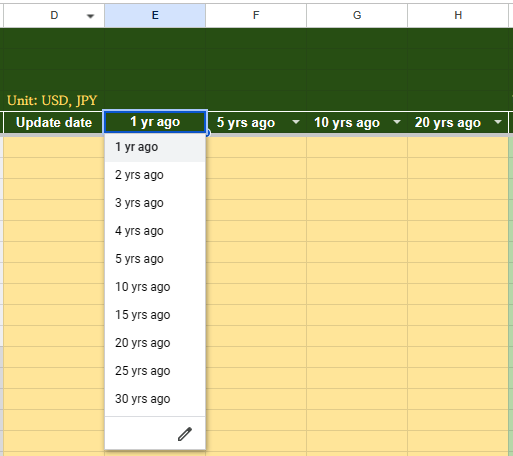 D E F G H
Unit: USD, JPY
Update date 1 yr ago 5 yrs ago 10 yrs ago 20 yrs ago
1 yr ago
2 yrs ago
3 yrs ago
4 yrs ago
5 yrs ago
10 yrs ago
15 yrs ago
20 yrs ago
25 yrs ago
30 yrs ago